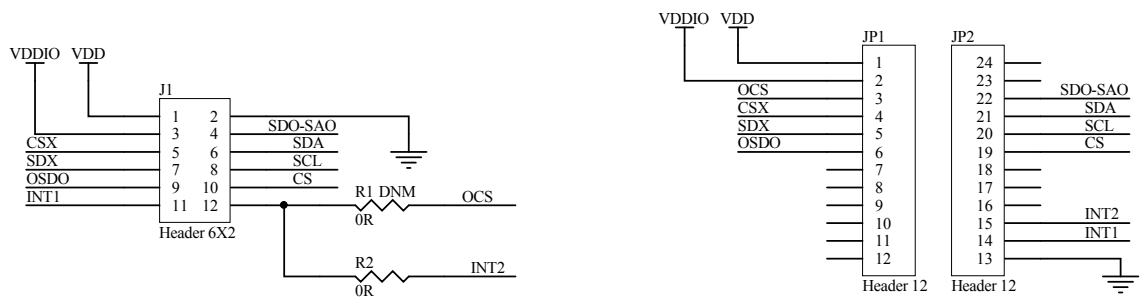 VDDIO VDD
J1
1 2
3 4 SDO-SAO
CSX 5 6 SDA
SDX 7 8 SCL
OSDO 9 10 CS
INT1 11 12 R1 DNM OCS
0R
Header 6X2
R2 INT2
0R
VDDIO VDD
JP1 JP2
1 24
2 23
OCS 3 22 SDO-SAO
CSX 4 21 SDA
SDX 5 20 SCL
OSDO 6 19 CS
7 18
8 17
9 16
10 15 INT2
11 14 INT1
12 13
Header 12 Header 12